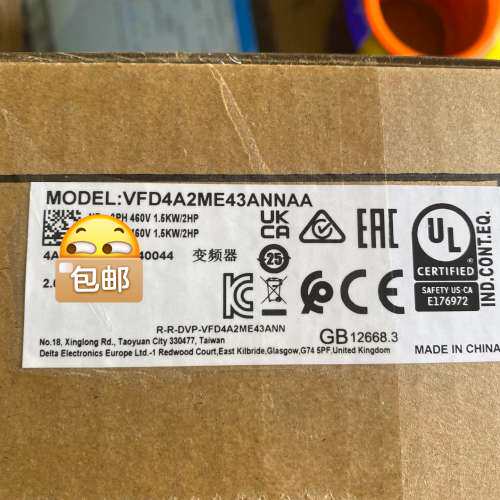 MODEL:VFD4A2ME43ANNAA
3PH 460V 1.5KW/2HP
460V 1.5KW/2HP
4A
40044
变频器
包邮
2.
UK
CA
EAC
25
UL
CERTIFIED
SAFETY US-CA
E176972
IND.CONT.EQ.
CE
R-R-DVP-VFD4A2ME43ANN
GB12668.3
No.18, Xinglong Rd., Taoyuan City 330477, Taiwan
Delta Electronics Europe Ltd.-1 Redwood Court,East Kilbride,Glasgow,G74 5PF,United Kingdom
MADE IN CHINA